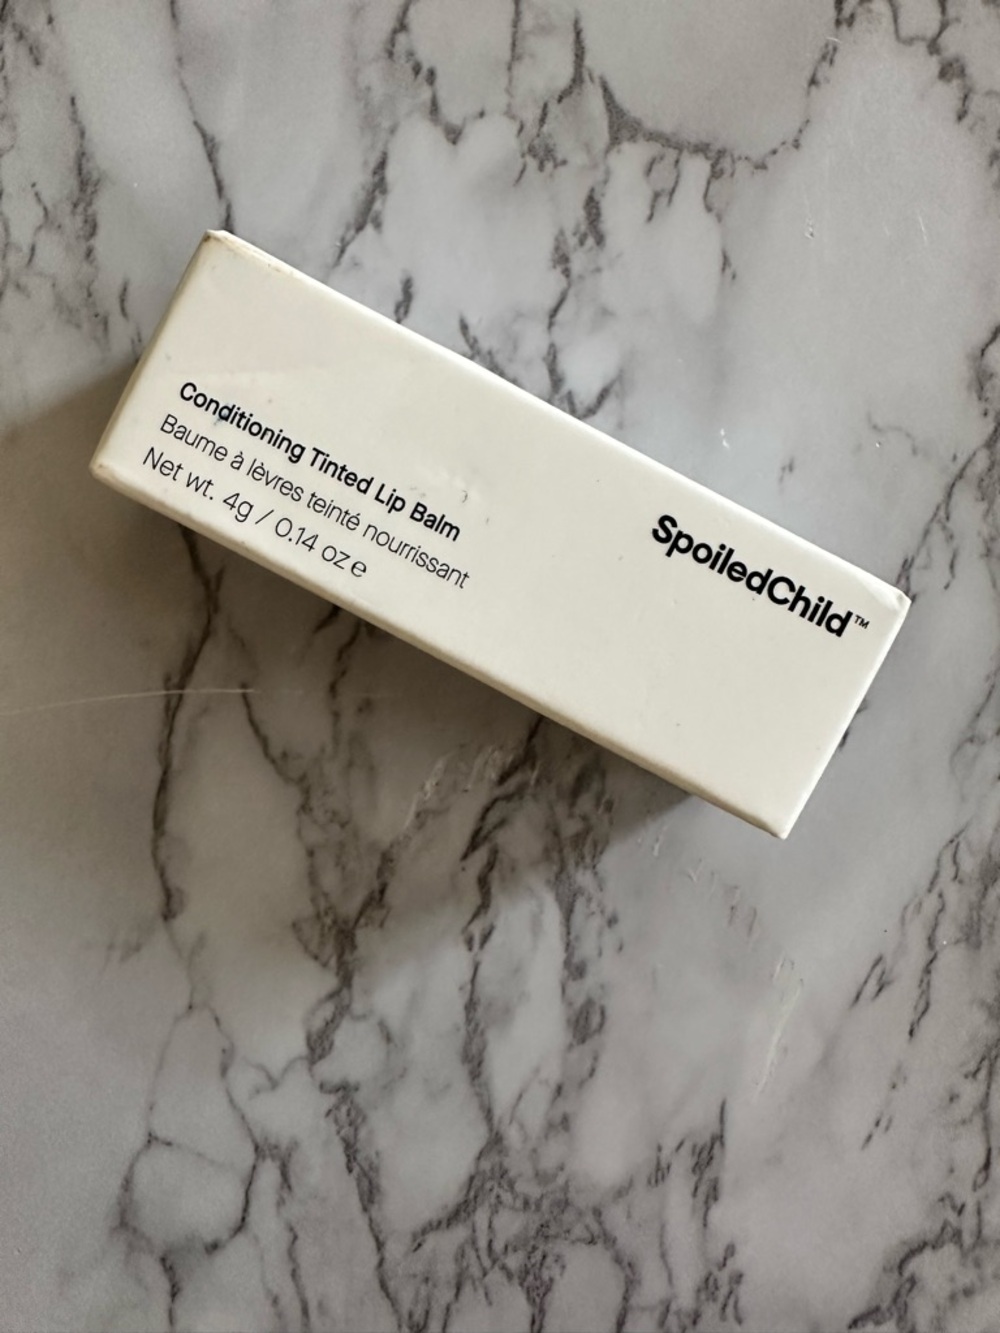 Conditioning Tinted Lip Balm
Baume à lèvres teinté nourrissant
Net wt. 4g / 0.14 oz ℮
SpoiledChild™